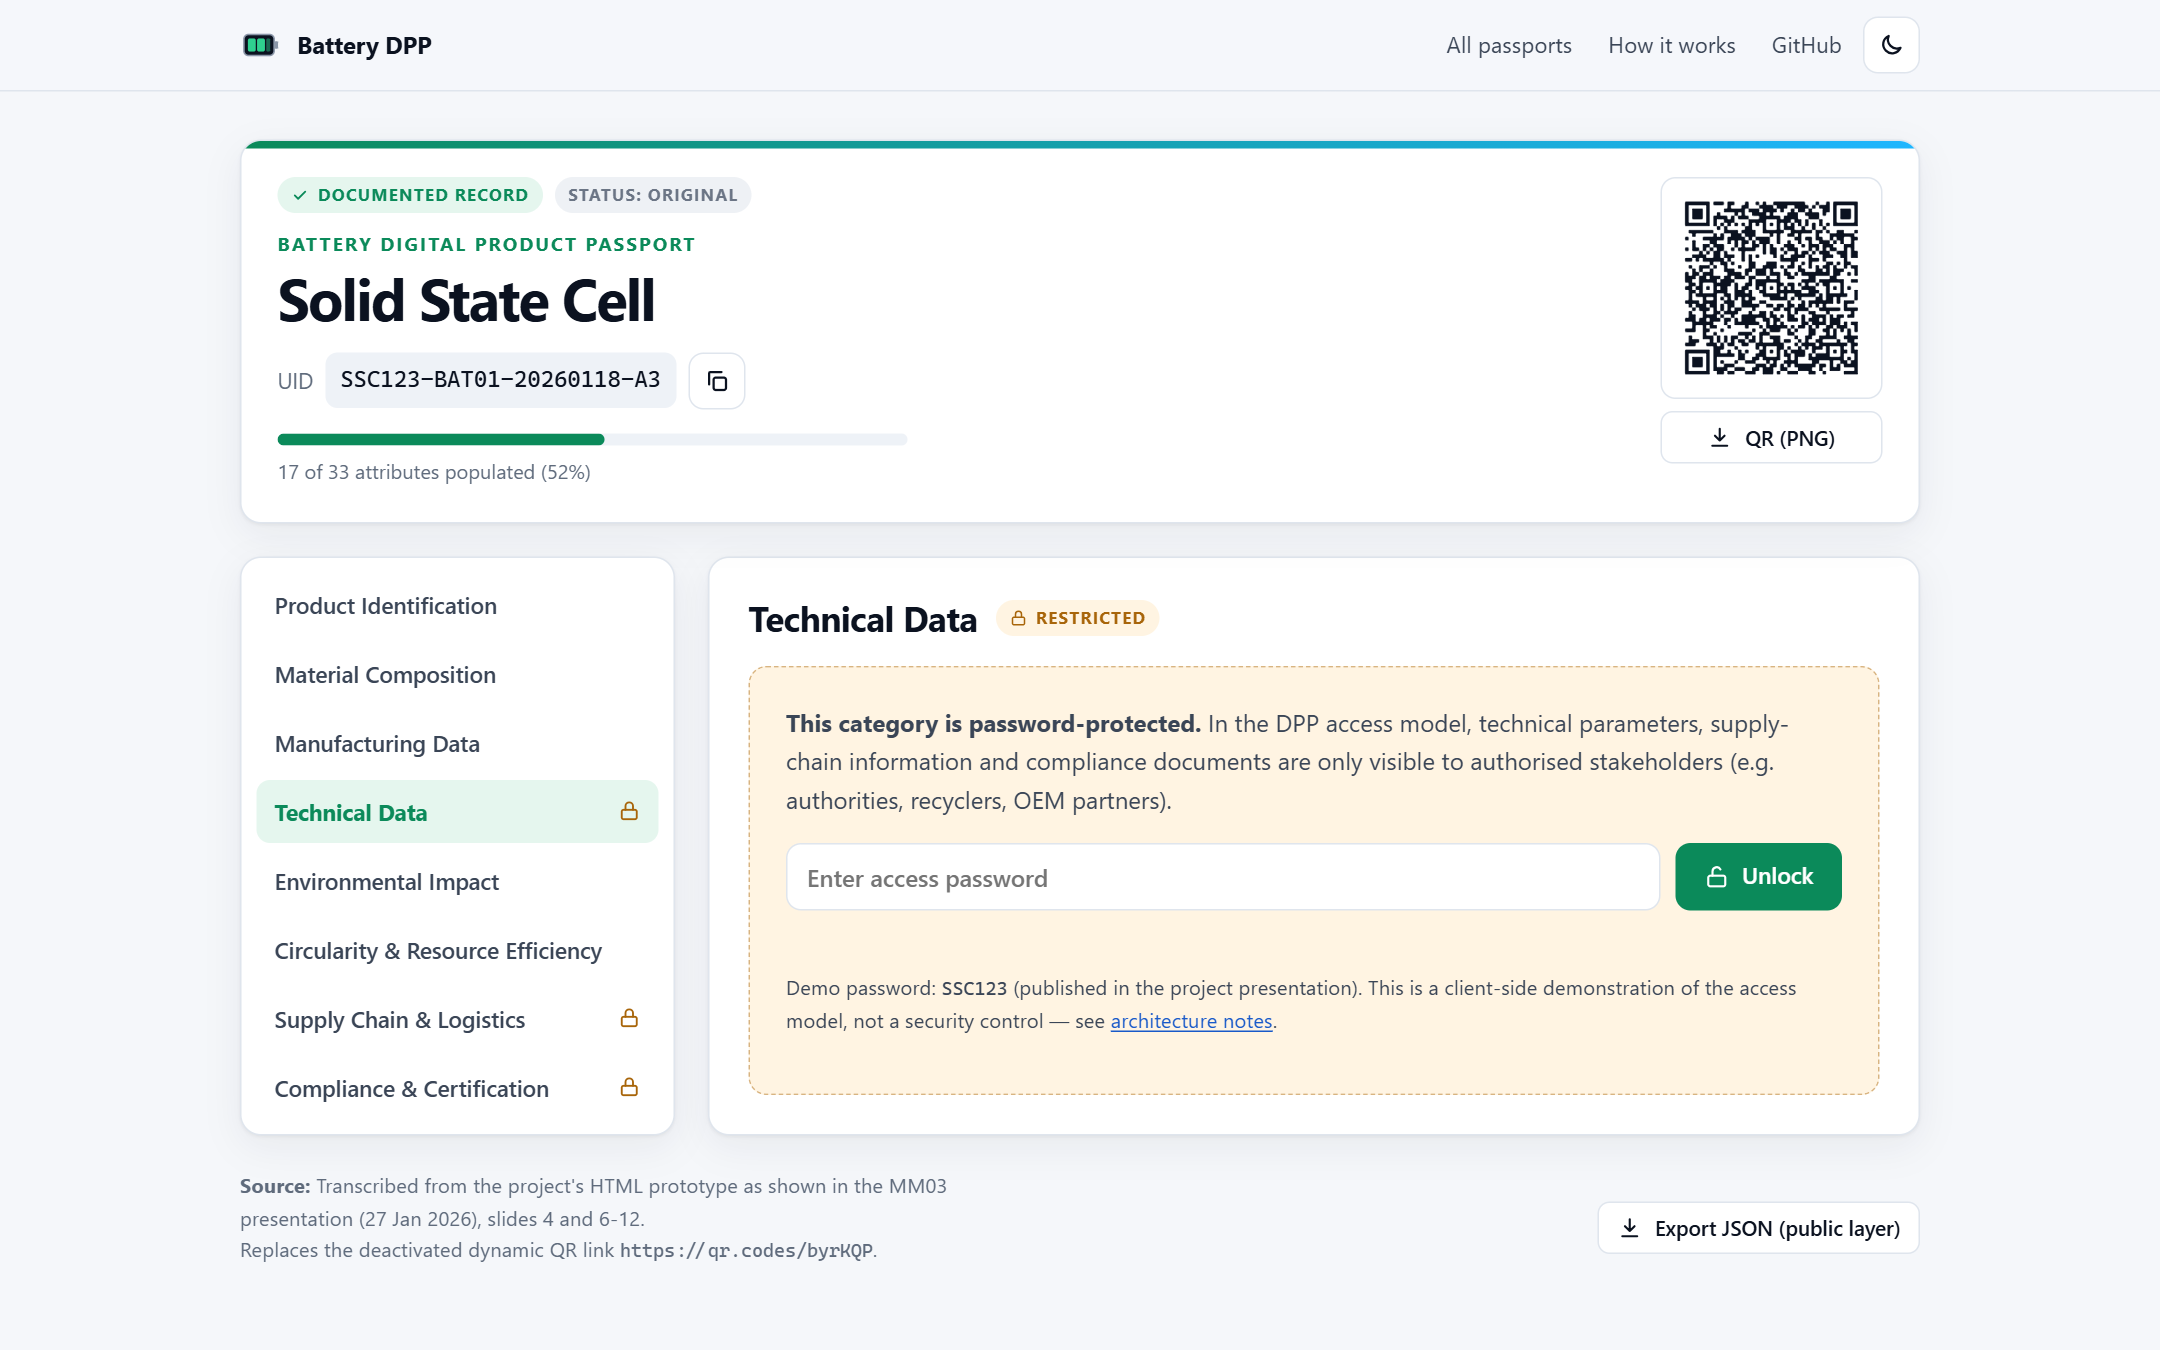 Battery DPP
All passports
How it works
GitHub
DOCUMENTED RECORD
STATUS: ORIGINAL
BATTERY DIGITAL PRODUCT PASSPORT
Solid State Cell
UID SSC123-BAT01-20260118-A3
17 of 33 attributes populated (52%)
QR (PNG)
Product Identification
Material Composition
Manufacturing Data
Technical Data
Environmental Impact
Circularity & Resource Efficiency
Supply Chain & Logistics
Compliance & Certification
Technical Data
RESTRICTED
This category is password-protected. In the DPP access model, technical parameters, supply-
chain information and compliance documents are only visible to authorised stakeholders (e.g.
authorities, recyclers, OEM partners).
Enter access password
Unlock
Demo password: SSC123 (published in the project presentation). This is a client-side demonstration of the access
model, not a security control — see architecture notes.
Source: Transcribed from the project's HTML prototype as shown in the MM03
presentation (27 Jan 2026), slides 4 and 6-12.
Replaces the deactivated dynamic QR link https://qr.codes/byrKQP.
Export JSON (public layer)